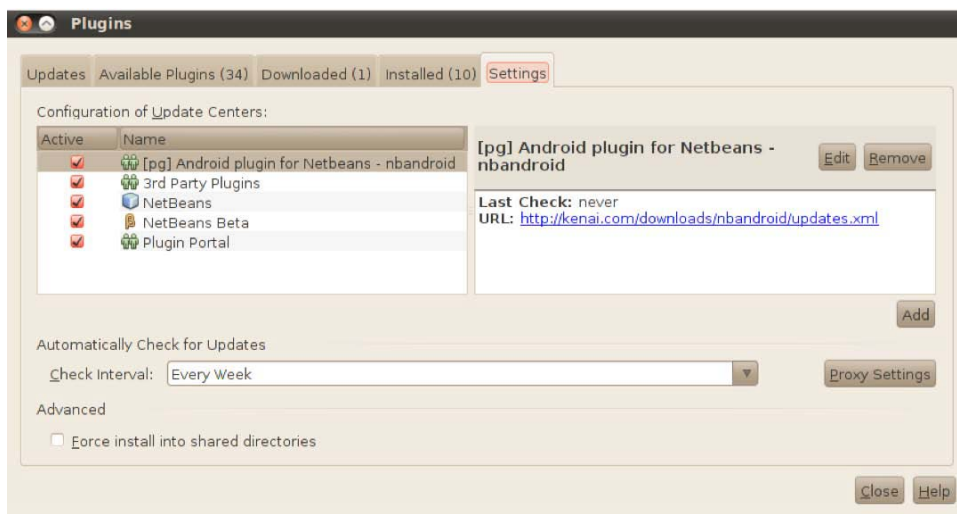 Plugins
Updates Available Plugins (34) Downloaded (1) Installed (10) Settings
Configuration of Update Centers:
Active Name
[pg] Android plugin for Netbeans - nbandroid
3rd Party Plugins
NetBeans
NetBeans Beta
Plugin Portal
[pg] Android plugin for Netbeans -
nbandroid
Edit Remove
Last Check: never
URL: http://kenai.com/downloads/nbandroid/updates.xml
Add
Automatically Check for Updates
Check Interval: Every Week
Proxy Settings
Advanced
Force install into shared directories
Close Help